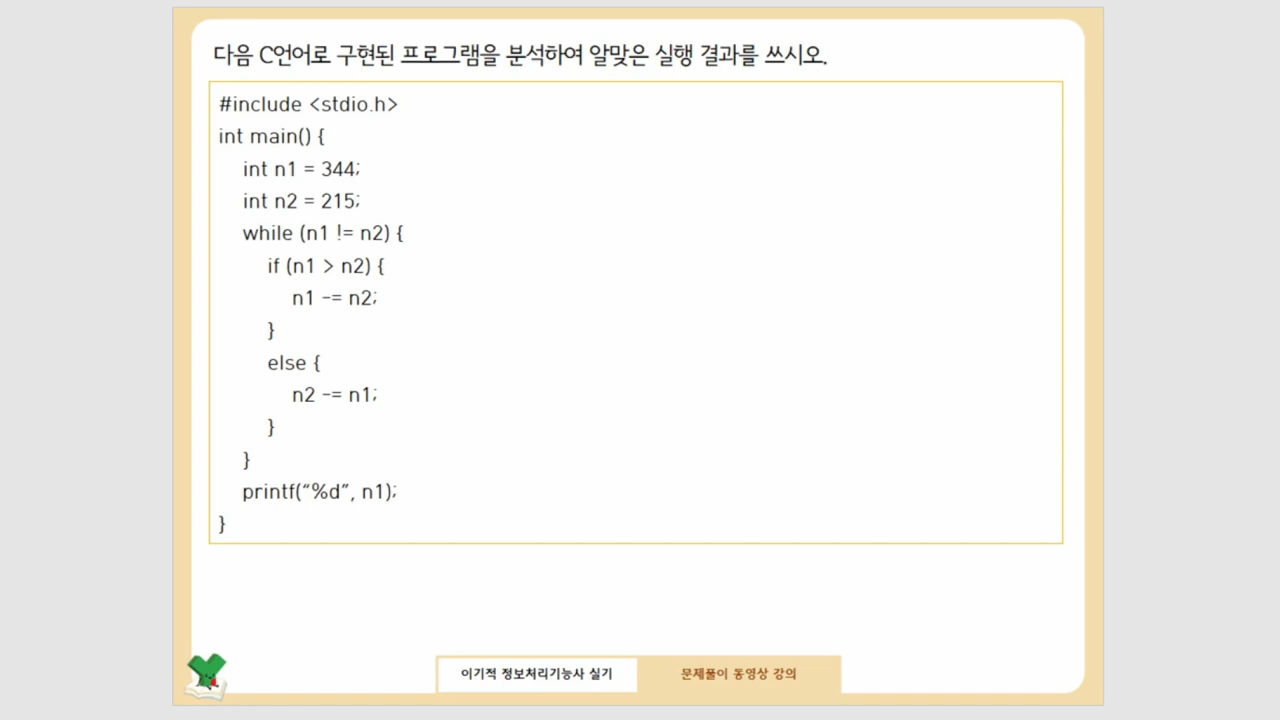 다음 C언어로 구현된 프로그램을 분석하여 알맞은 실행 결과를 쓰시오.
#include <stdio.h>
int main() {
int n1 = 344;
int n2 = 215;
while (n1 != n2) {
if (n1 > n2) {
n1 -= n2;
}
else {
n2 -= n1;
}
}
printf(“%d”, n1);
}
이기적 정보처리기능사 실기
문제풀이 동영상 강의